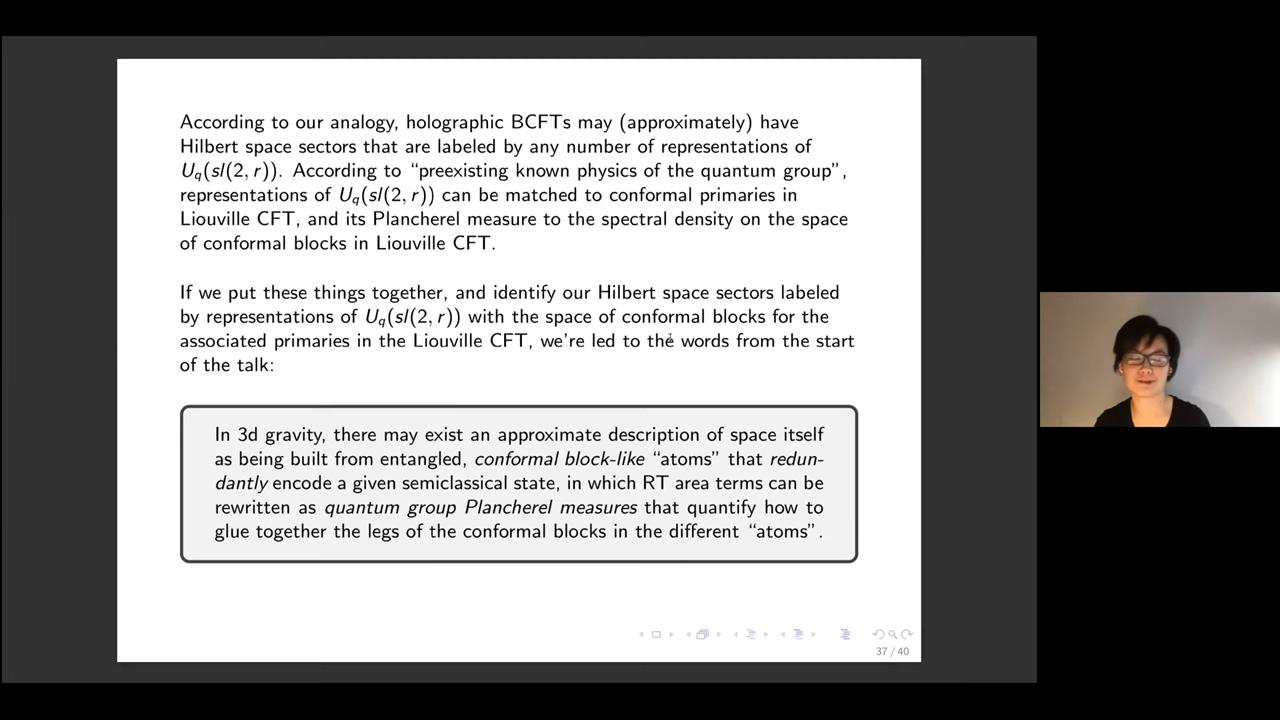 According to our analogy, holographic BCFTs may (approximately) have
Hilbert space sectors that are labeled by any number of representations of
U_q(sl(2, r)). According to “preexisting known physics of the quantum group”,
representations of U_q(sl(2, r)) can be matched to conformal primaries in
Liouville CFT, and its Plancherel measure to the spectral density on the space
of conformal blocks in Liouville CFT.
If we put these things together, and identify our Hilbert space sectors labeled
by representations of U_q(sl(2, r)) with the space of conformal blocks for the
associated primaries in the Liouville CFT, we’re led to the words from the start
of the talk:
In 3d gravity, there may exist an approximate description of space itself
as being built from entangled, conformal block-like “atoms” that redun-
dantly encode a given semiclassical state, in which RT area terms can be
rewritten as quantum group Plancherel measures that quantify how to
glue together the legs of the conformal blocks in the different “atoms”.
37 / 40